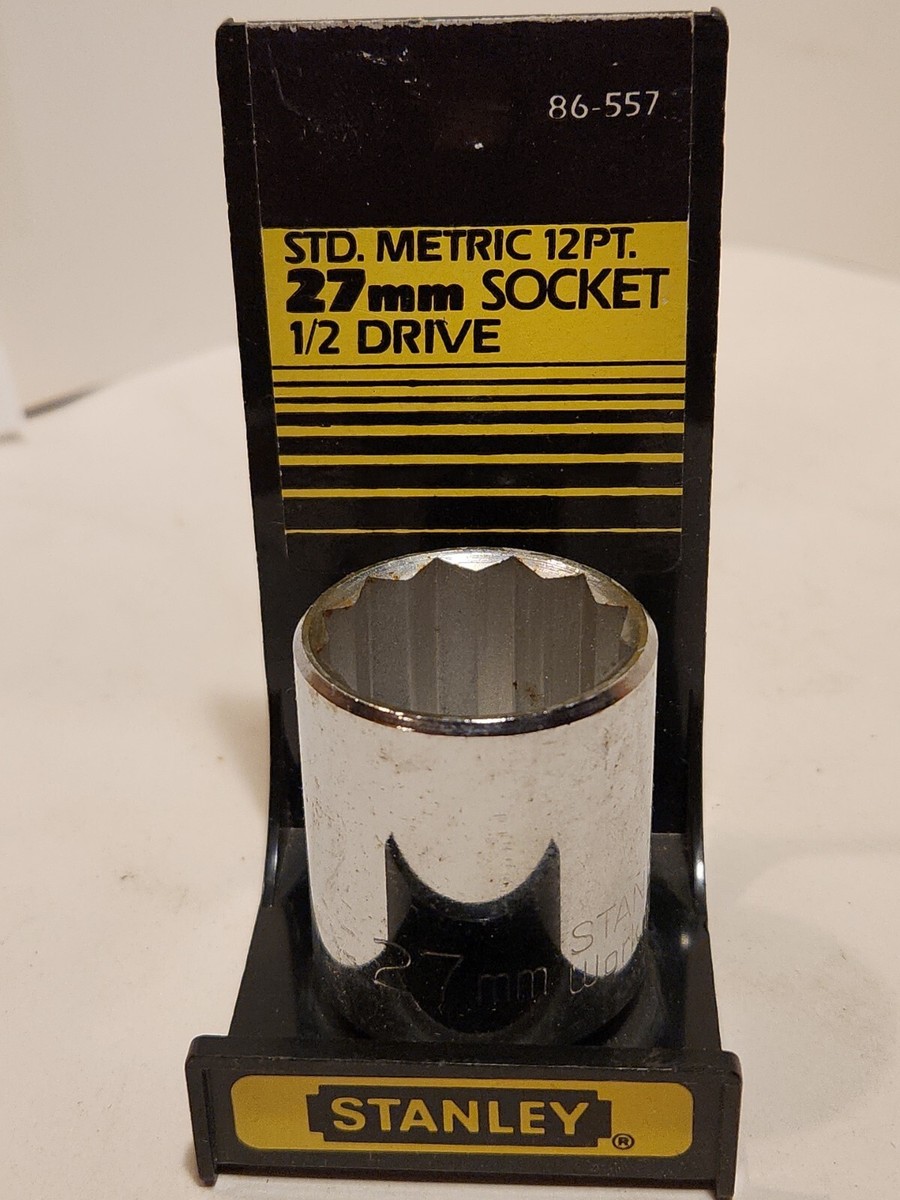 86-557
STD. METRIC 12PT.
27mm SOCKET
1/2 DRIVE
27mm
STANLEY®